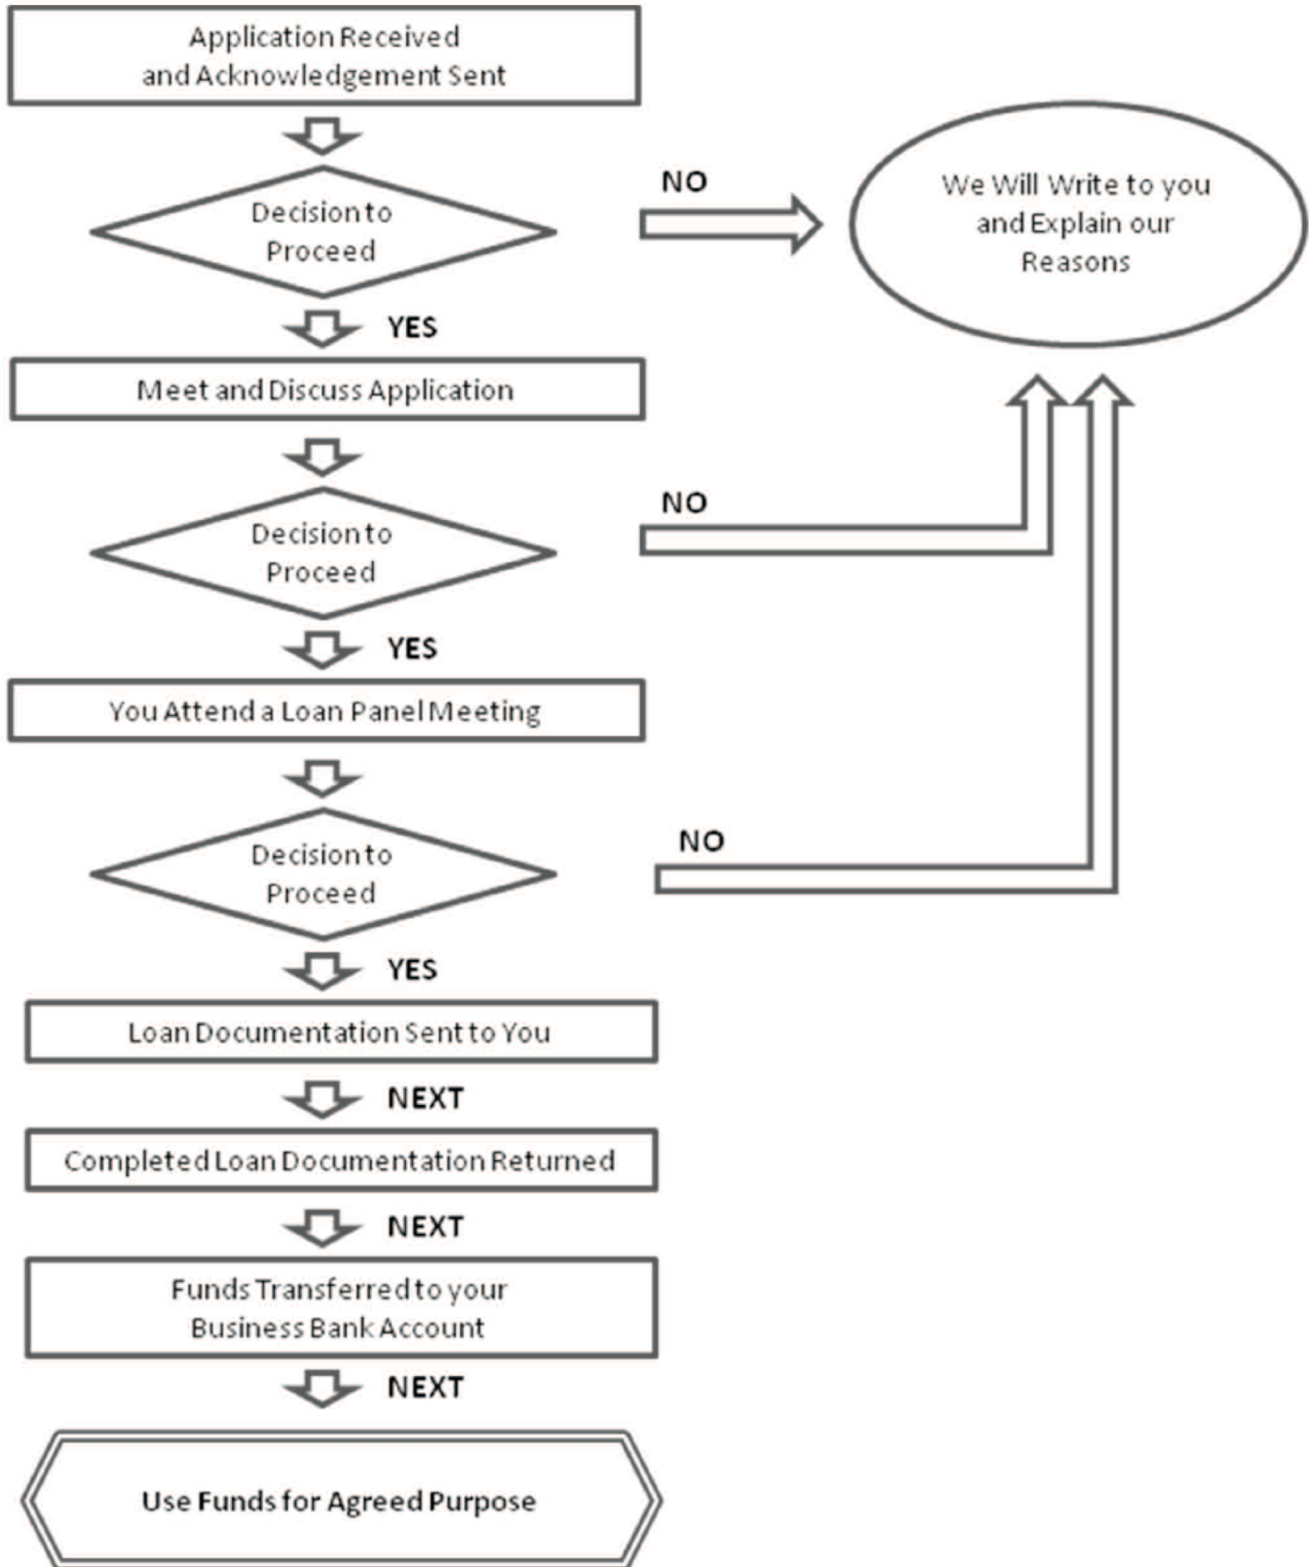 Application Received
and Acknowledgement Sent
Decision to
Proceed
NO
We Will Write to you
and Explain our
Reasons
YES
Meet and Discuss Application
Decision to
Proceed
NO
YES
You Attend a Loan Panel Meeting
Decision to
Proceed
NO
YES
Loan Documentation Sent to You
NEXT
Completed Loan Documentation Returned
NEXT
Funds Transferred to your
Business Bank Account
NEXT
Use Funds for Agreed Purpose